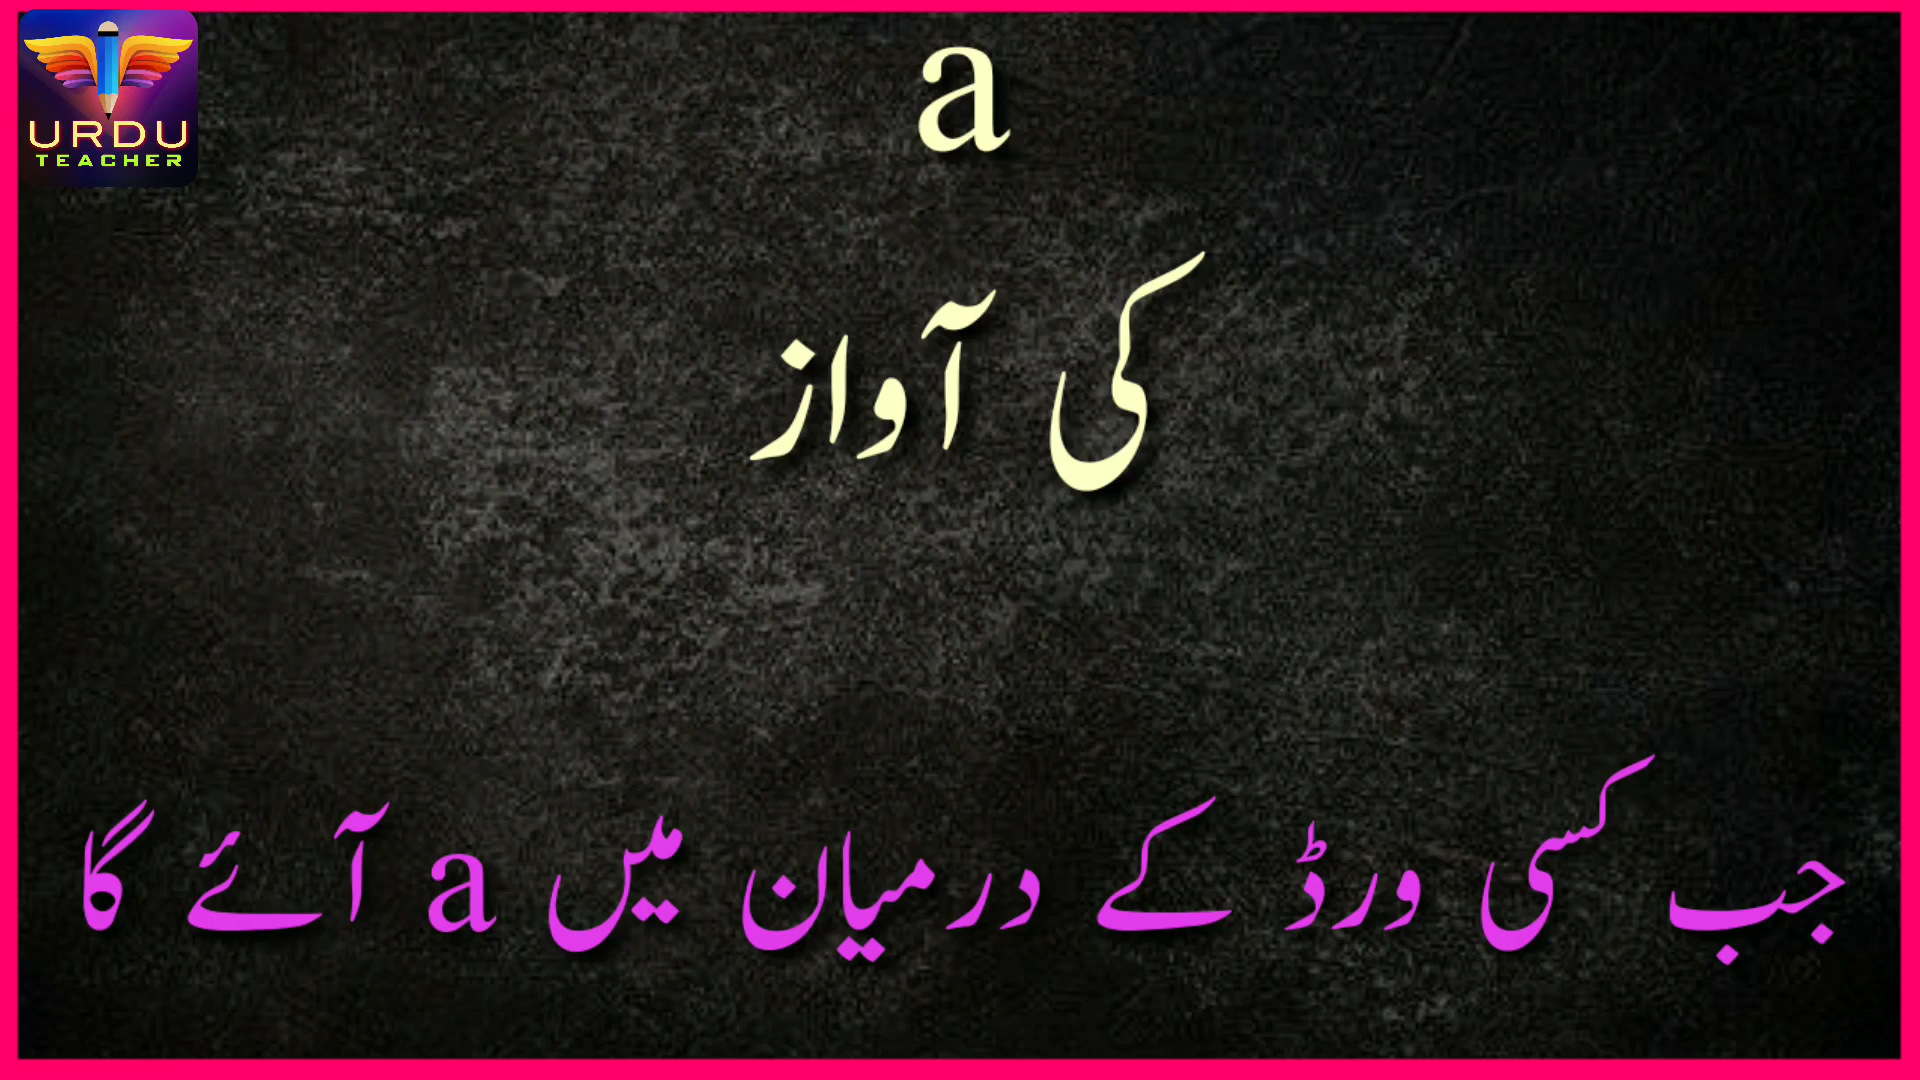 URDU
TEACHER
a
کی آواز
جب کسی ورڈ کے درمیان میں a آئے گا